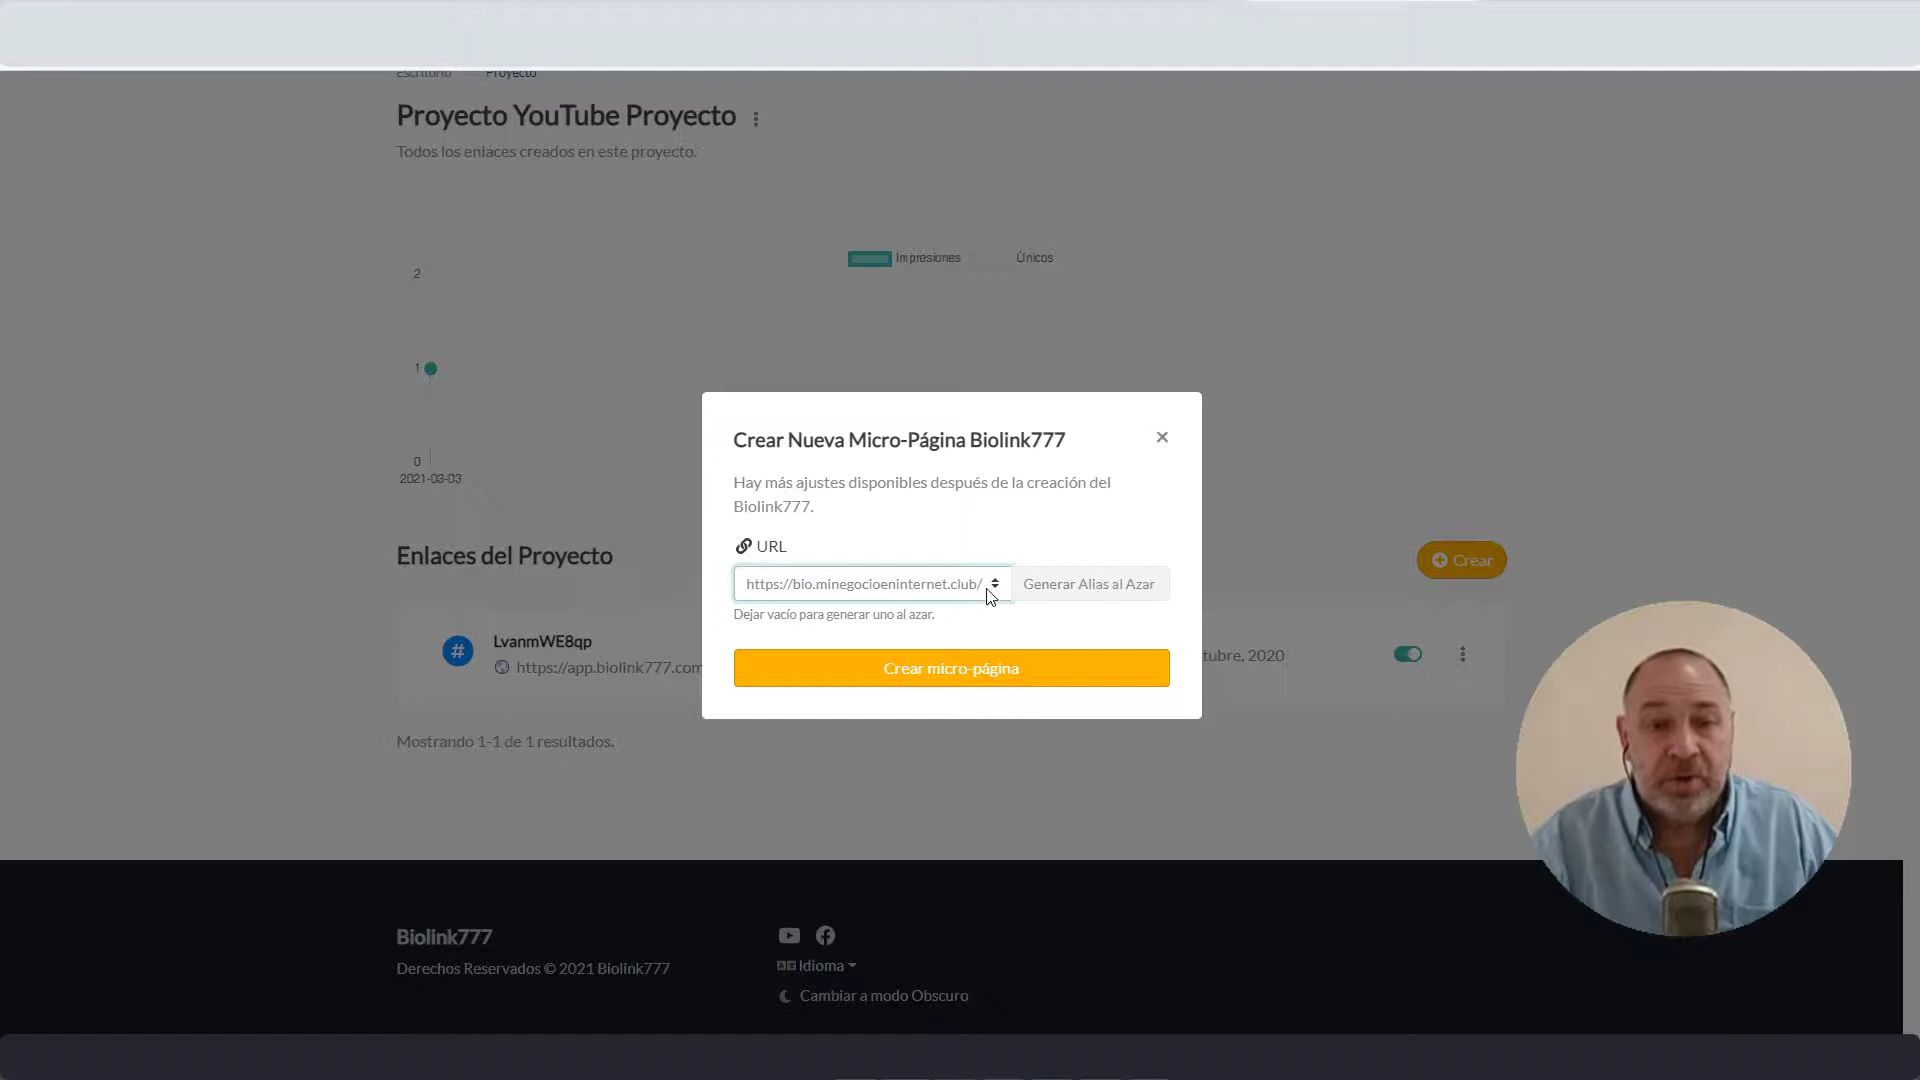 Escritorio Proyecto
Proyecto YouTube Proyecto
Todos los enlaces creados en este proyecto.
Impresiones Únicos
2
1
0
2021-03-03
Crear Nueva Micro-Página Biolink777
Hay más ajustes disponibles después de la creación del
Biolink777.
URL
https://bio.minegocioeninternet.club/ Generar Alias al Azar
Dejar vacío para generar uno al azar.
Crear micro-página
Enlaces del Proyecto
Crear
LvanmWE8qp
https://app.biolink777.com
tubre, 2020
Mostrando 1-1 de 1 resultados.
Biolink777
Derechos Reservados © 2021 Biolink777
Idioma
Cambiar a modo Obscuro